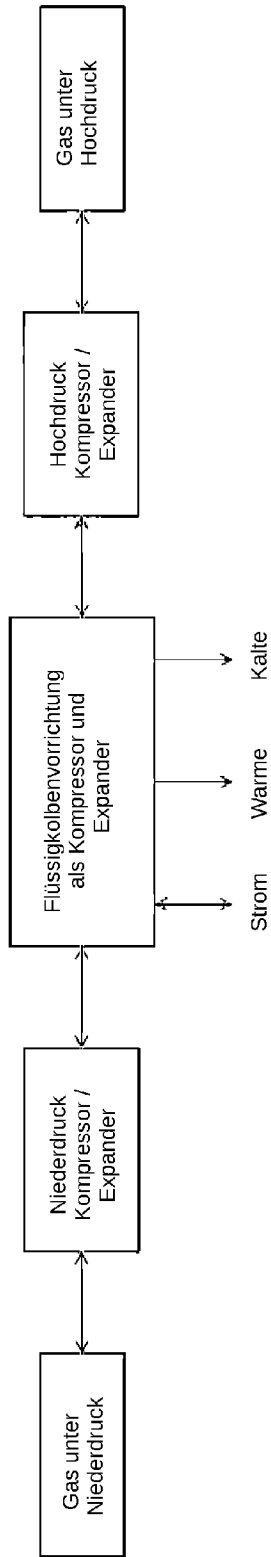 Gas unter
Niederdruck
Niederdruck
Kompressor /
Expander
Flüssigkolbenvorrichtung
als Kompressor und
Expander
Hochdruck
Kompressor /
Expander
Gas unter
Hochdruck
Strom
Warme
Kalte